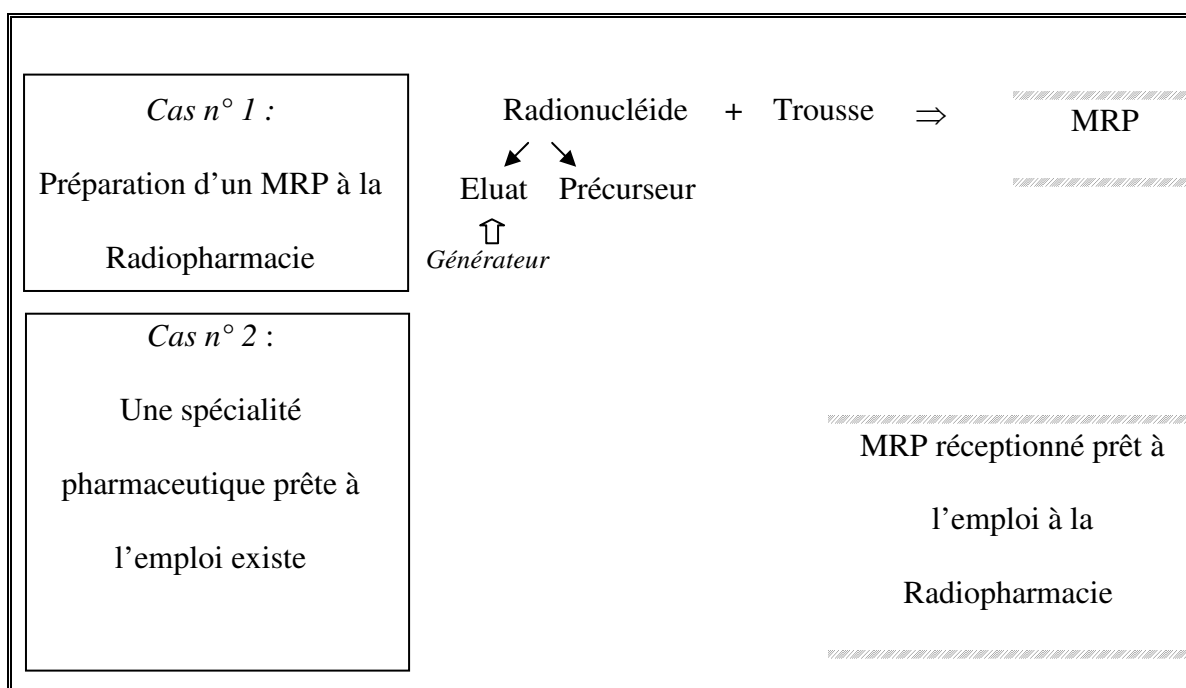 Cas n° 1 :
Préparation d’un MRP à la
Radiopharmacie
Radionucléide + Trousse ⇒ MRP
Eluat Précurseur
Générateur
Cas n° 2 :
Une spécialité
pharmaceutique prête à
l’emploi existe
MRP réceptionné prêt à
l’emploi à la
Radiopharmacie